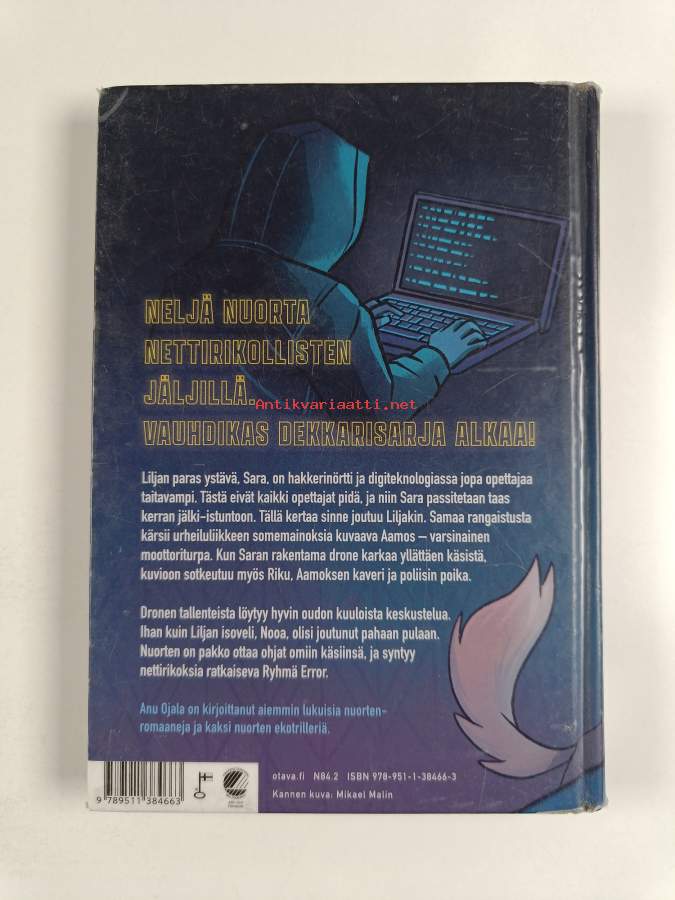 NELJÄ NUORTA
NETTIRIKOLLISTEN
JÄLJILLÄ.
Antikvariaatti.net
VAUHDIKAS DEKKARISARJA ALKAA!
Liljan paras ystävä, Sara, on hakkerinörtti ja digiteknologiassa jopa opettajaa
taitavampi. Tästä eivät kaikki opettajat pidä, ja niin Sara passitetaan taas
kerran jälki-istuntoon. Tällä kertaa sinne joutuu Liljakin. Samaa rangaistusta
kärsii urheiluliikkeen somemainoksia kuvaava Aamos – varsinainen
moottoriturpa. Kun Saran rakentama drone karkaa yllättäen käsistä,
kuvioon sotkeutuu myös Riku, Aamoksen kaveri ja poliisin poika.
Dronen tallenteista löytyy hyvin oudon kuuloista keskustelua.
Ihan kuin Liljan isoveli, Nooa, olisi joutunut pahaan pulaan.
Nuorten on pakko ottaa ohjat omiin käsiinsä, ja syntyy
nettirikoksia ratkaiseva Ryhmä Error.
Anu Ojala on kirjoittanut aiemmin lukuisia nuorten-
romaaneja ja kaksi nuorten ekotrilleriä.
otava.fi N84.2 ISBN 978-951-1-38466-3
Kannen kuva: Mikael Malin
9 789511 384663